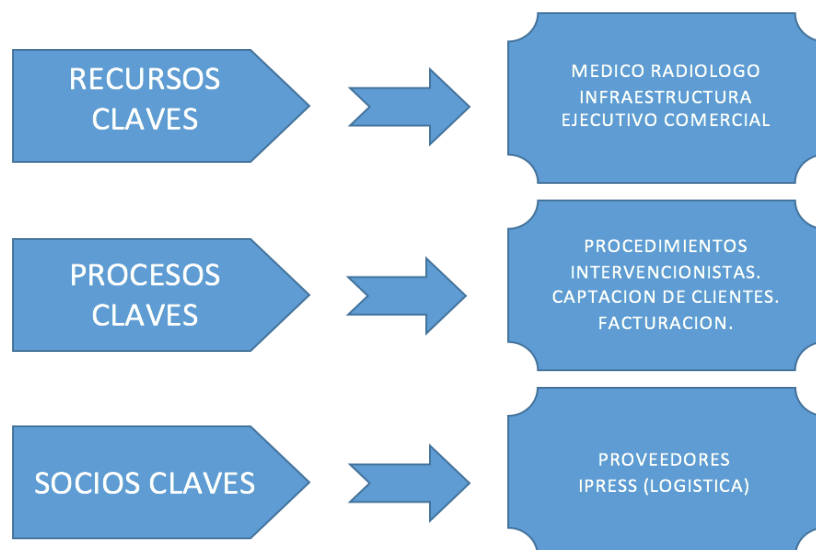 RECURSOS
CLAVES
MEDICO RADIOLOGO
INFRAESTRUCTURA
EJECUTIVO COMERCIAL
PROCESOS
CLAVES
PROCEDIMIENTOS
INTERVENCIONISTAS.
CAPTACION DE CLIENTES.
FACTURACION.
SOCIOS CLAVES
PROVEEDORES
IPRESS (LOGISTICA)